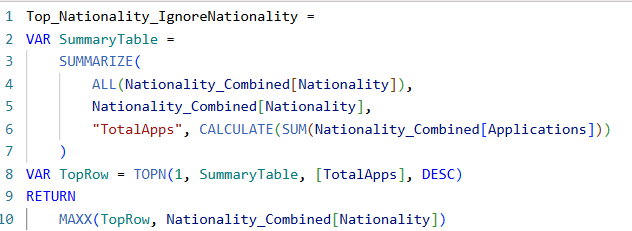 1 Top_Nationality_IgnoreNationality =
2 VAR SummaryTable =
3 SUMMARIZE(
4 ALL(Nationality_Combined[Nationality]),
5 Nationality_Combined[Nationality],
6 "TotalApps", CALCULATE(SUM(Nationality_Combined[Applications]))
7 )
8 VAR TopRow = TOPN(1, SummaryTable, [TotalApps], DESC)
9 RETURN
10 MAXX(TopRow, Nationality_Combined[Nationality])